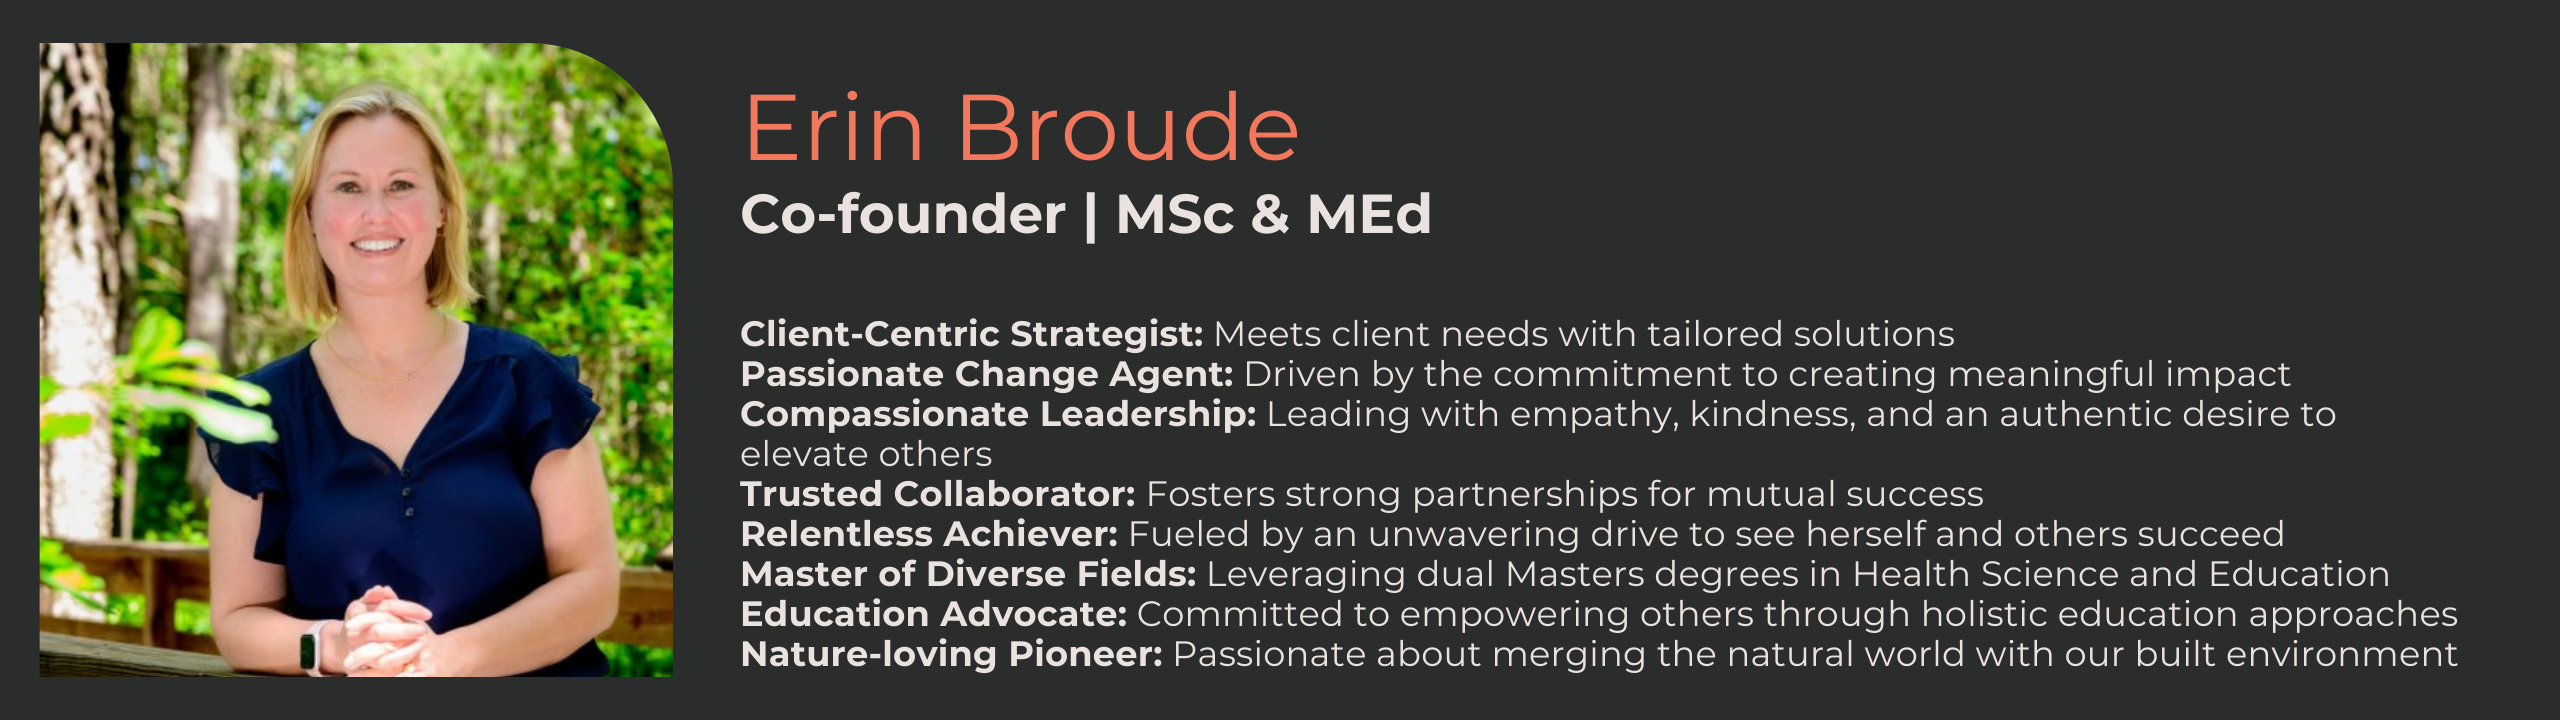 Erin Broude
Co-founder | MSc & MEd
Client-Centric Strategist: Meets client needs with tailored solutions
Passionate Change Agent: Driven by the commitment to creating meaningful impact
Compassionate Leadership: Leading with empathy, kindness, and an authentic desire to
elevate others
Trusted Collaborator: Fosters strong partnerships for mutual success
Relentless Achiever: Fueled by an unwavering drive to see herself and others succeed
Master of Diverse Fields: Leveraging dual Masters degrees in Health Science and Education
Education Advocate: Committed to empowering others through holistic education approaches
Nature-loving Pioneer: Passionate about merging the natural world with our built environment